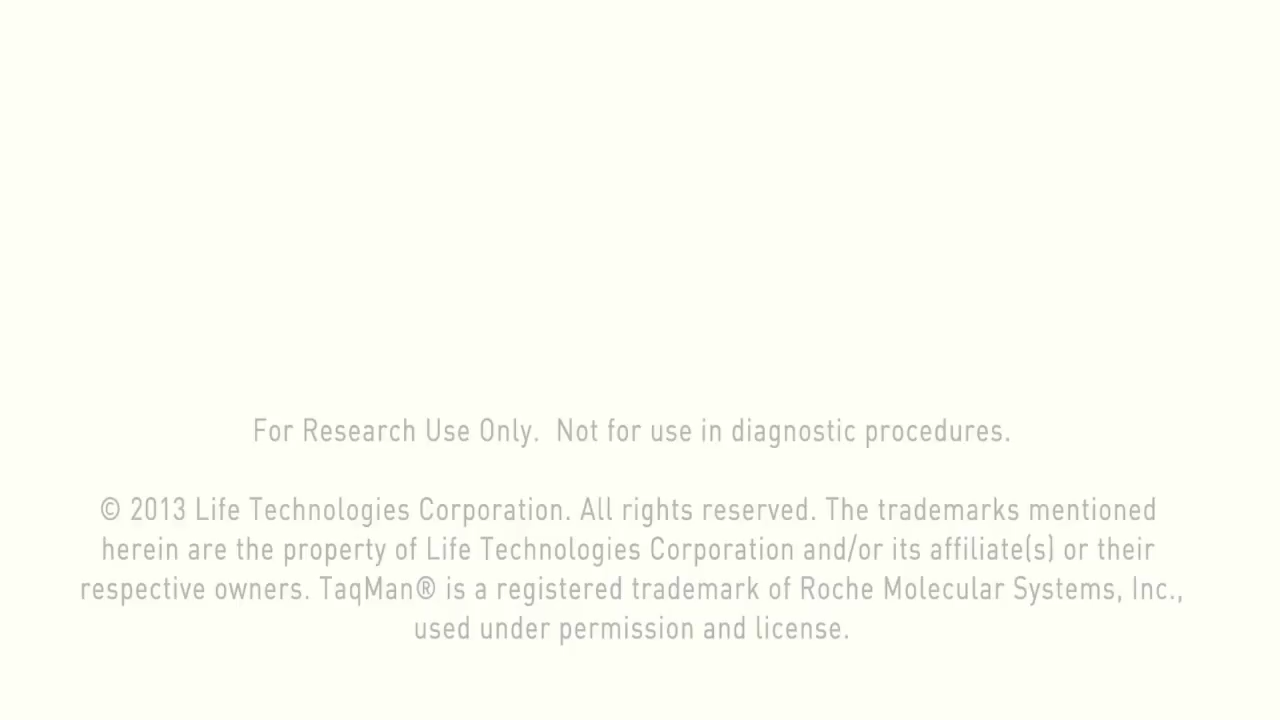 For Research Use Only.  Not for use in diagnostic procedures.
© 2013 Life Technologies Corporation. All rights reserved. The trademarks mentioned
herein are the property of Life Technologies Corporation and/or its affiliate(s) or their
respective owners. TaqMan® is a registered trademark of Roche Molecular Systems, Inc.,
used under permission and license.